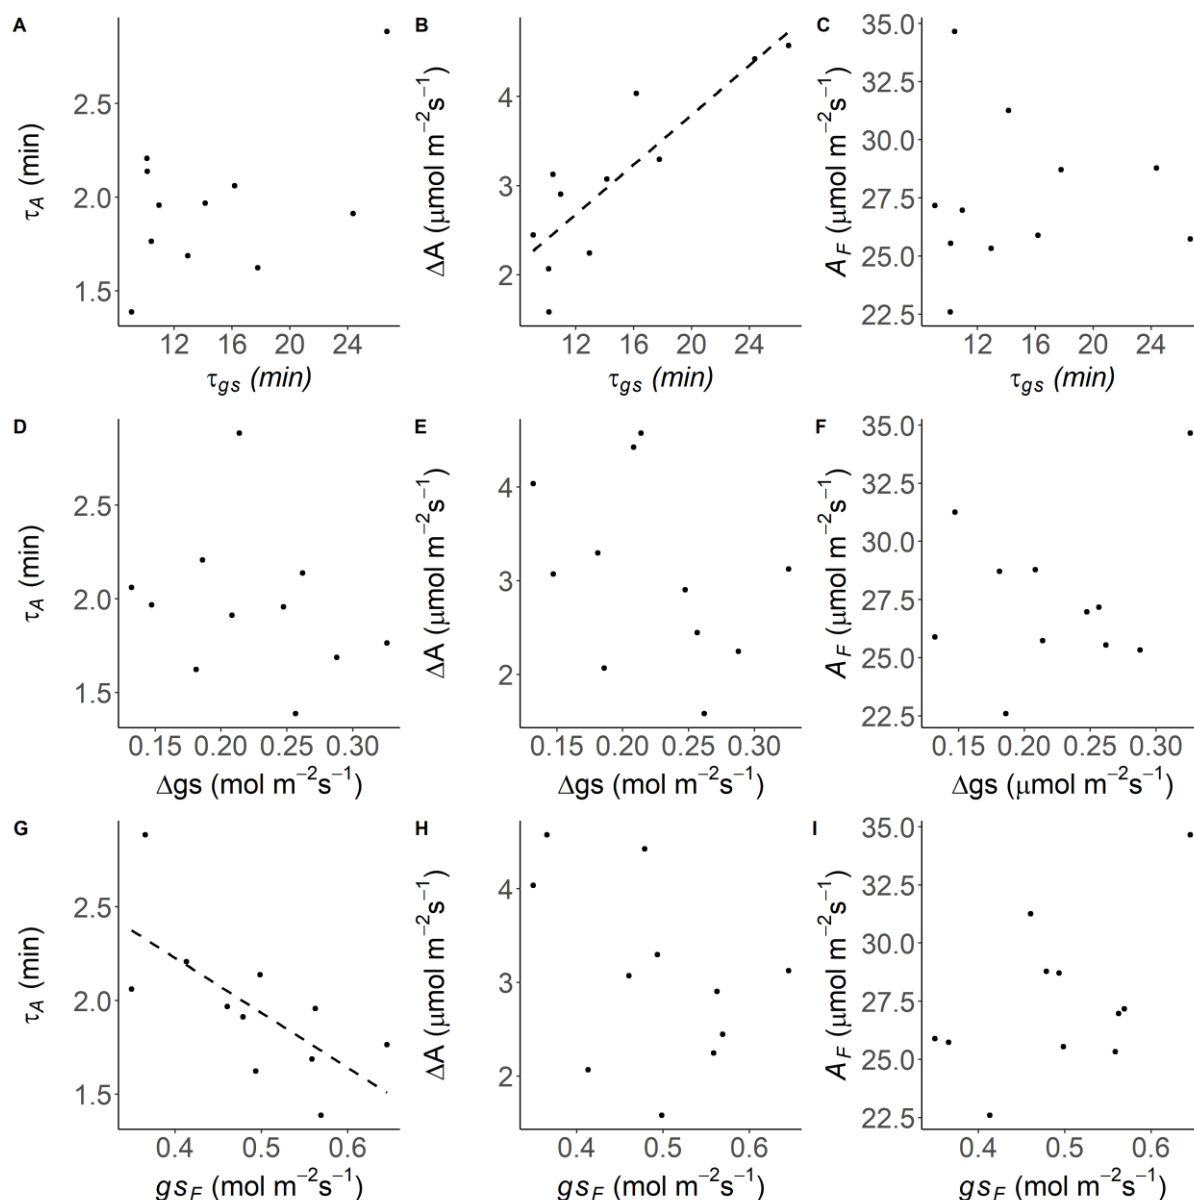 A
τA (min)
2.5
2.0
1.5
12 16 20 24
τgs (min)
B
ΔA (μmol m−2s−1)
4
3
2
12 16 20 24
τgs (min)
C
AF (μmol m−2s−1)
35.0
32.5
30.0
27.5
25.0
22.5
12 16 20 24
τgs (min)
D
τA (min)
2.5
2.0
1.5
0.15 0.20 0.25 0.30
Δgs (mol m−2s−1)
E
ΔA (μmol m−2s−1)
4
3
2
0.15 0.20 0.25 0.30
Δgs (mol m−2s−1)
F
AF (μmol m−2s−1)
35.0
32.5
30.0
27.5
25.0
22.5
0.15 0.20 0.25 0.30
Δgs (μmol m−2s−1)
G
τA (min)
2.5
2.0
1.5
0.4 0.5 0.6
gsF (mol m−2s−1)
H
ΔA (μmol m−2s−1)
4
3
2
0.4 0.5 0.6
gsF (mol m−2s−1)
I
AF (μmol m−2s−1)
35.0
32.5
30.0
27.5
25.0
22.5
0.4 0.5 0.6
gsF (mol m−2s−1)